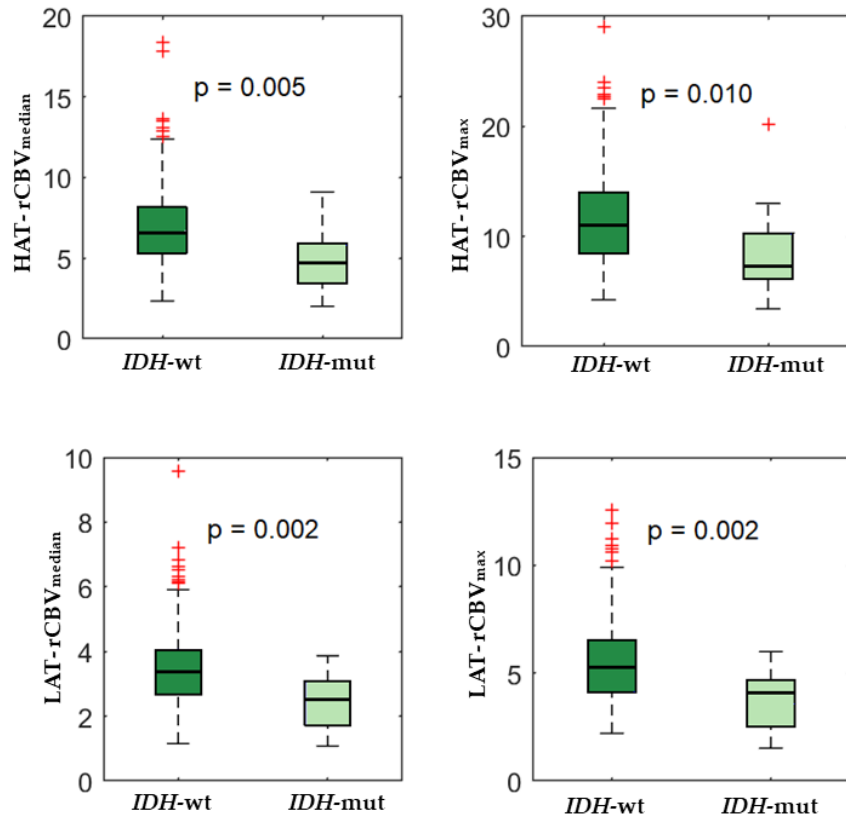 20
15
10
5
0
HAT- rCBVmedian
p = 0.005
IDH-wt
IDH-mut
30
20
10
0
HAT- rCBVmax
p = 0.010
IDH-wt
IDH-mut
10
8
6
4
2
0
LAT- rCBVmedian
p = 0.002
IDH-wt
IDH-mut
15
10
5
0
LAT- rCBVmax
p = 0.002
IDH-wt
IDH-mut